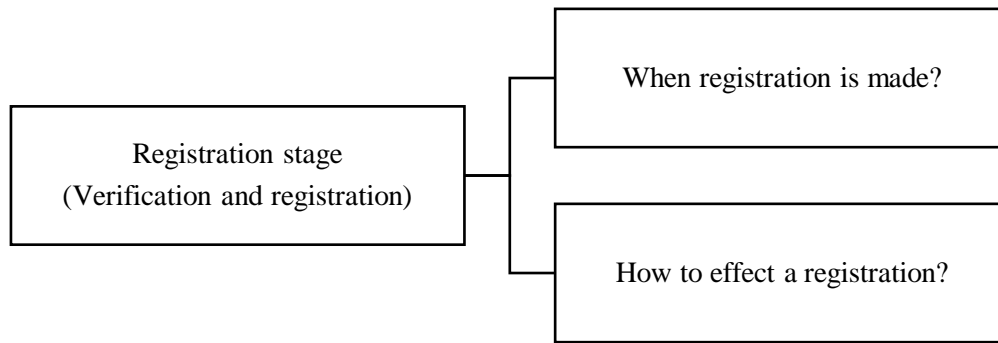 Registration stage
(Verification and registration)
When registration is made?
How to effect a registration?